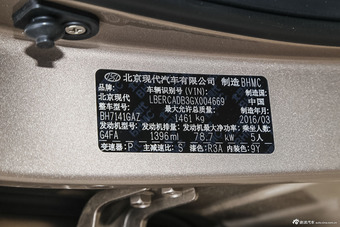 北京现代汽车有限公司 制造 BHMC
品牌: 车辆识别号(VIN): 制造国:
北京现代 LBERCADB3GX004669 中国
整车型号: 最大允许总质量: 制造年月:
BH7141GAZ 1461 kg 2016/03
发动机型号: 发动机排量: 发动机最大净功率: 乘坐人数:
G4FA 1396 ml 78.7 kW 5人
变速器: P 主减速比: S 漆色: R3A 内装色: 9Y